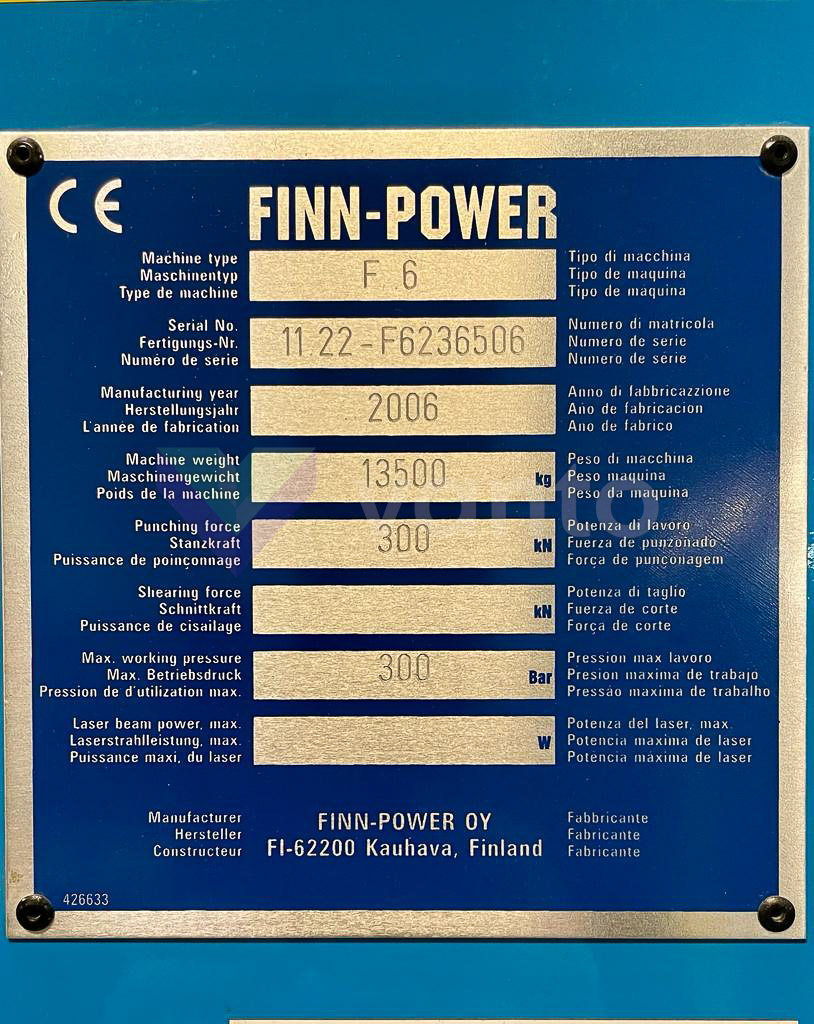 CE
FINN-POWER
Machine type
Maschinentyp
Type de machine
F 6
Tipo di macchina
Tipo de maquina
Tipo de maquina
Serial No.
Fertigungs-Nr.
Numéro de série
11.22-F6236506
Numero di matricola
Numero de serie
Numero de série
Manufacturing year
Herstellungsjahr
L'année de fabrication
2006
Anno di fabbricazzione
Ano de fabricacion
Ano de fabrico
Machine weight
Maschinengewicht
Poids de la machine
13500
kg
Peso di macchina
Peso maquina
Peso da maquina
Punching force
Stanzkraft
Puissance de poinçonnage
300
kN
Potenza di lavoro
Fuerza de punzonado
Força de punçonagem
Shearing force
Schnittkraft
Puissance de cisailage
kN
Potenza di taglio
Fuerza de corte
Força de corte
Max. working pressure
Max. Betriebsdruck
Pression de d'utilization max.
300
Bar
Pression max lavoro
Presion maxima de trabajo
Pressão maxima de trabalho
Laser beam power, max.
Laserstrahlleistung, max.
Puissance maxi, du laser
W
Potenza del laser, max.
Potencia maxima de laser
Potência máxima de laser
Manufacturer
Hersteller
Constructeur
FINN-POWER OY
FI-62200 Kauhava, Finland
Fabbricante
Fabricante
Fabricante
426633